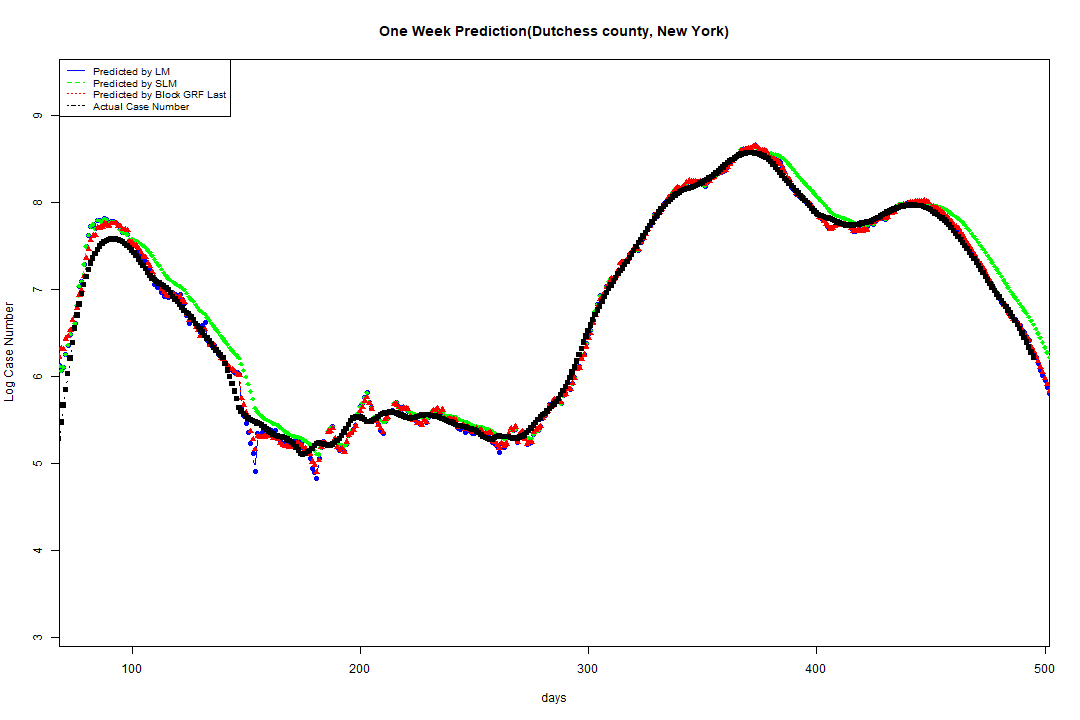 One Week Prediction(Dutchess county, New York)
Predicted by LM
Predicted by SLM
Predicted by Block GRF Last
Actual Case Number
9
8
7
6
5
4
3
Log Case Number
100 200 300 400 500
days